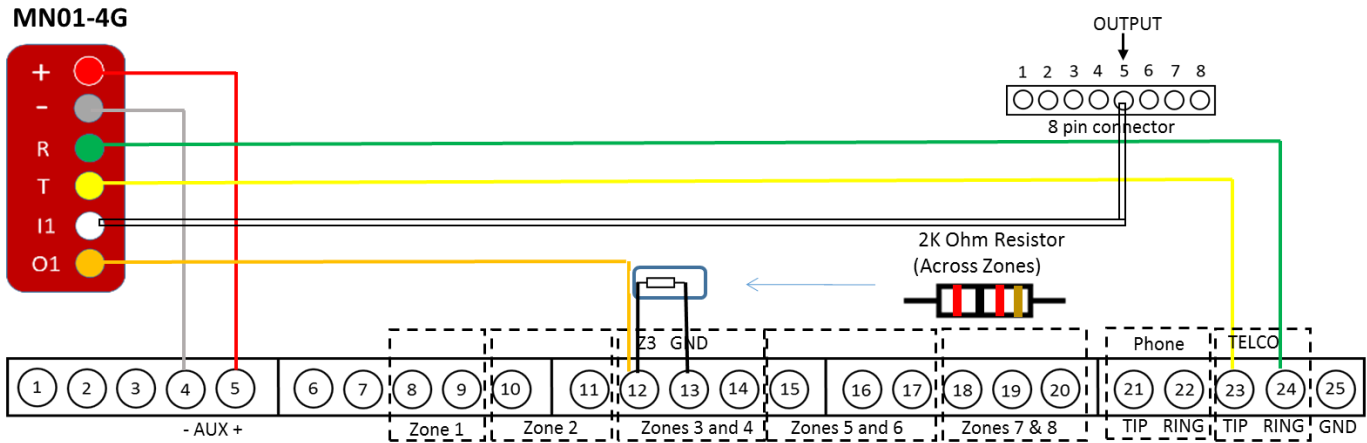 MN01-4G
+
-
R
T
I1
O1
OUTPUT
1 2 3 4 5 6 7 8
8 pin connector
2K Ohm Resistor
(Across Zones)
Z3 GND
Phone
TELCO
1 2 3 4 5 6 7 8 9 10 11 12 13 14 15 16 17 18 19 20 21 22 23 24 25
- AUX +
Zone 1
Zone 2
Zones 3 and 4
Zones 5 and 6
Zones 7 & 8
TIP RING
TIP RING
GND